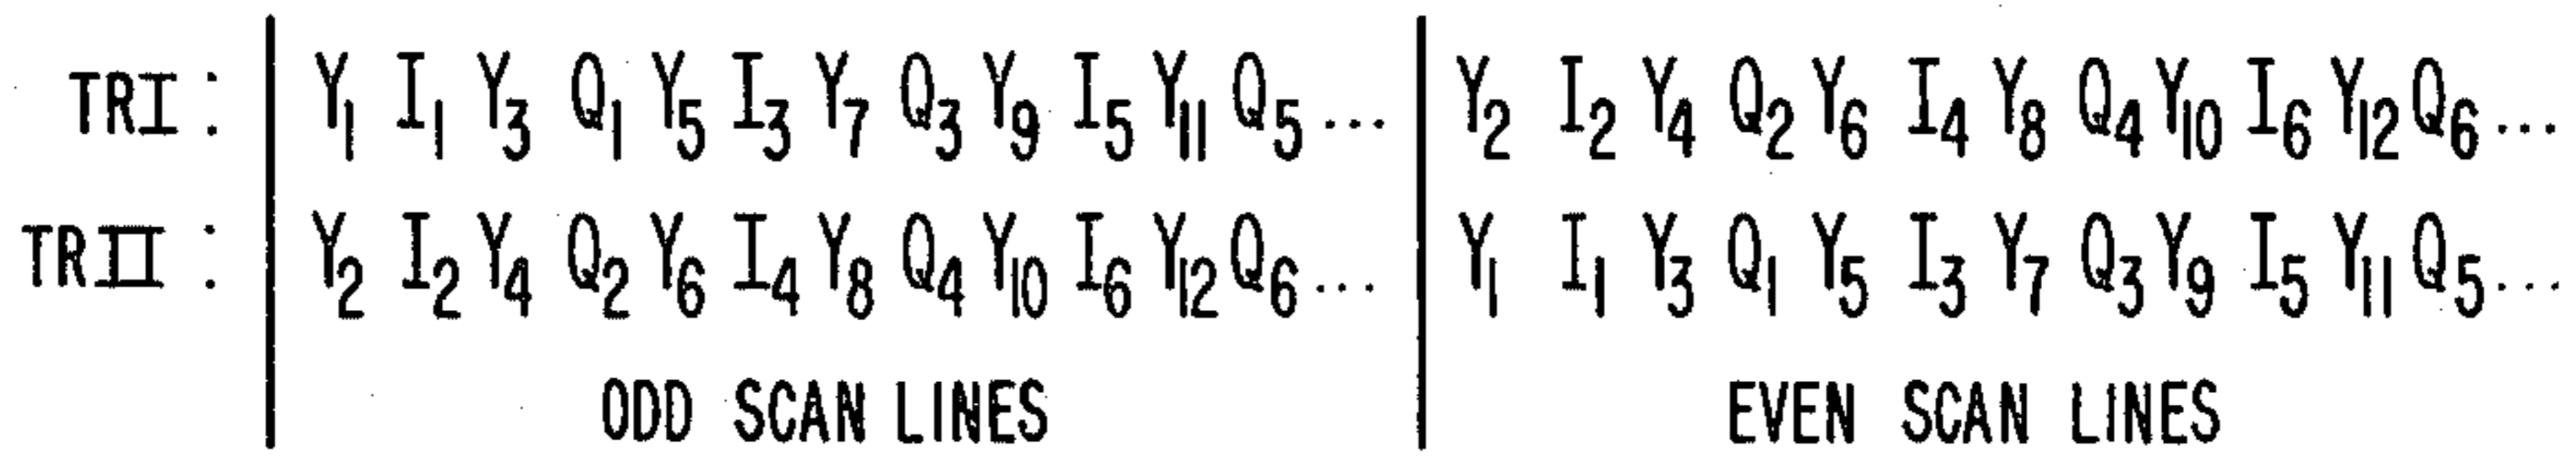 TRI: Y₁ I₁ Y₃ Q₁ Y₅ I₃ Y₇ Q₃ Y₉ I₅ Y₁₁ Q₅... Y₂ I₂ Y₄ Q₂ Y₆ I₄ Y₈ Q₄ Y₁₀ I₆ Y₁₂ Q₆...
TRII: Y₂ I₂ Y₄ Q₂ Y₆ I₄ Y₈ Q₄ Y₁₀ I₆ Y₁₂ Q₆... Y₁ I₁ Y₃ Q₁ Y₅ I₃ Y₇ Q₃ Y₉ I₅ Y₁₁ Q₅...
ODD SCAN LINES EVEN SCAN LINES